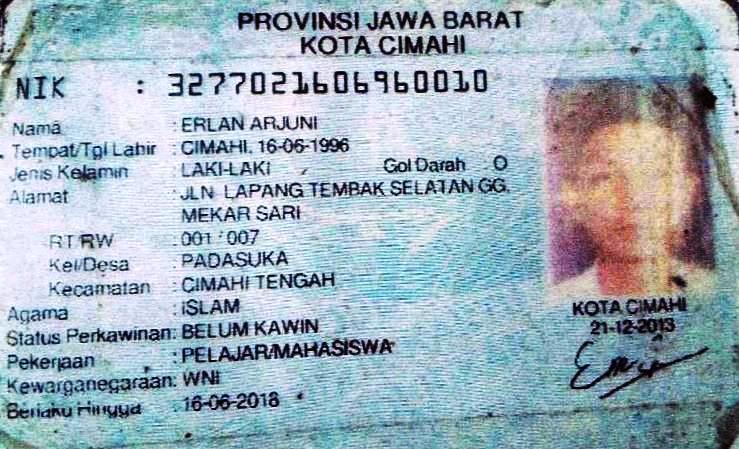 PROVINSI JAWA BARAT
KOTA CIMAHI
NIK : 3277021606960010
Nama : ERLAN ARJUNI
Tempat/Tgl Lahir : CIMAHI, 16-06-1996
Jenis Kelamin : LAKI-LAKI Gol Darah O
Alamat : JLN LAPANG TEMBAK SELATAN GG.
MEKAR SARI
RT/RW : 001/007
Kel/Desa : PADASUKA
Kecamatan : CIMAHI TENGAH
Agama : ISLAM
Status Perkawinan: BELUM KAWIN
Pekerjaan : PELAJAR/MAHASISWA
Kewarganegaraan: WNI
Berlaku Hingga : 16-06-2018
KOTA CIMAHI
21-12-2013